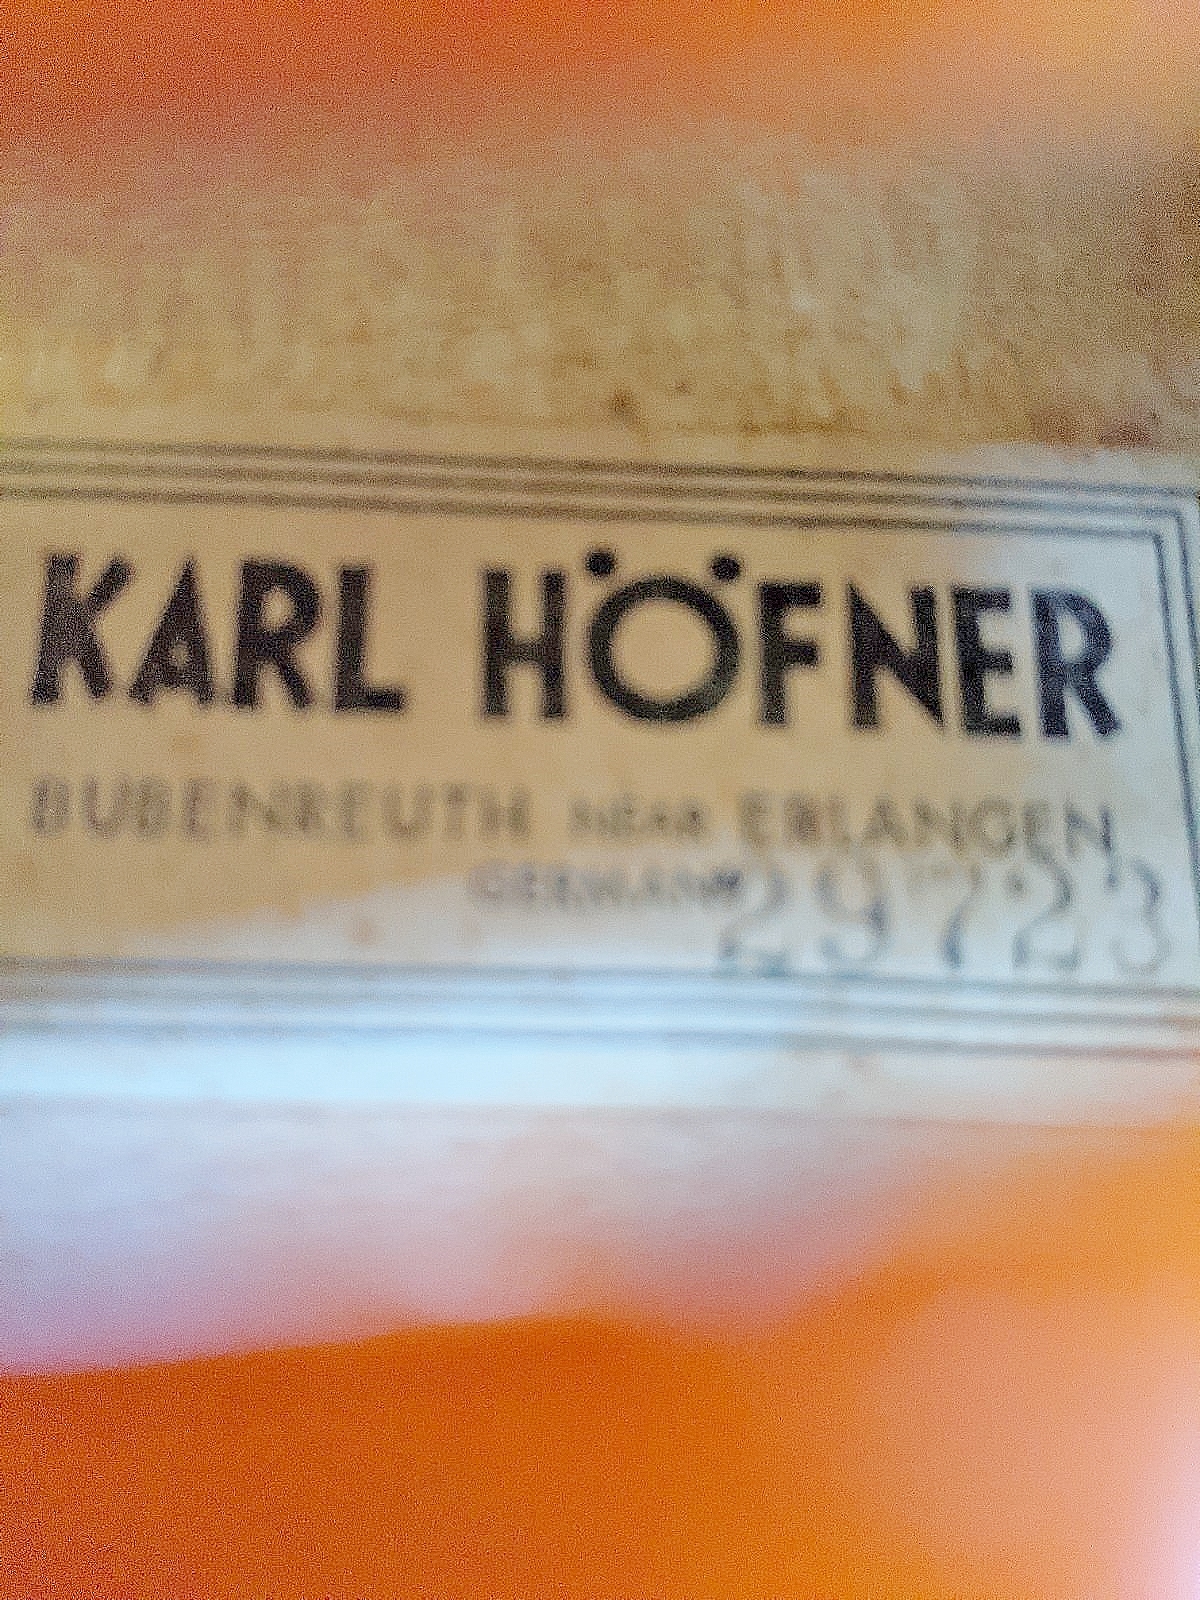 KARL HÖFNER
BUBENREUTH NEAR ERLANGEN
GERMANY 29723